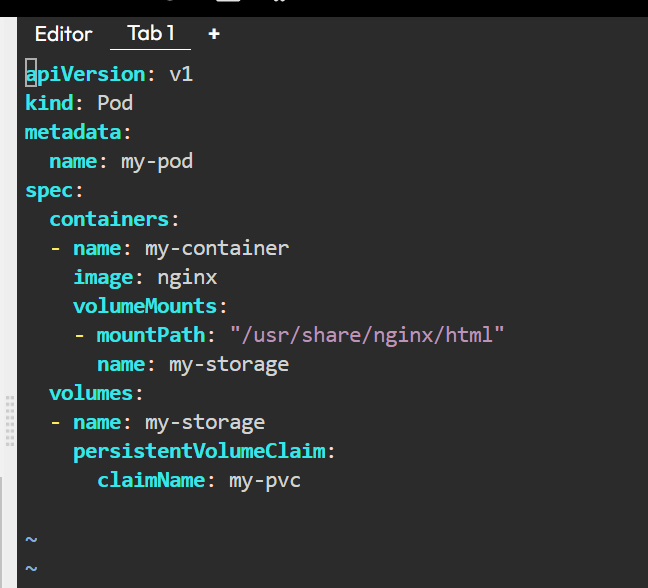 Editor Tab 1 +
apiVersion: v1
kind: Pod
metadata:
  name: my-pod
spec:
  containers:
  - name: my-container
    image: nginx
    volumeMounts:
    - mountPath: "/usr/share/nginx/html"
      name: my-storage
  volumes:
  - name: my-storage
    persistentVolumeClaim:
      claimName: my-pvc
~
~